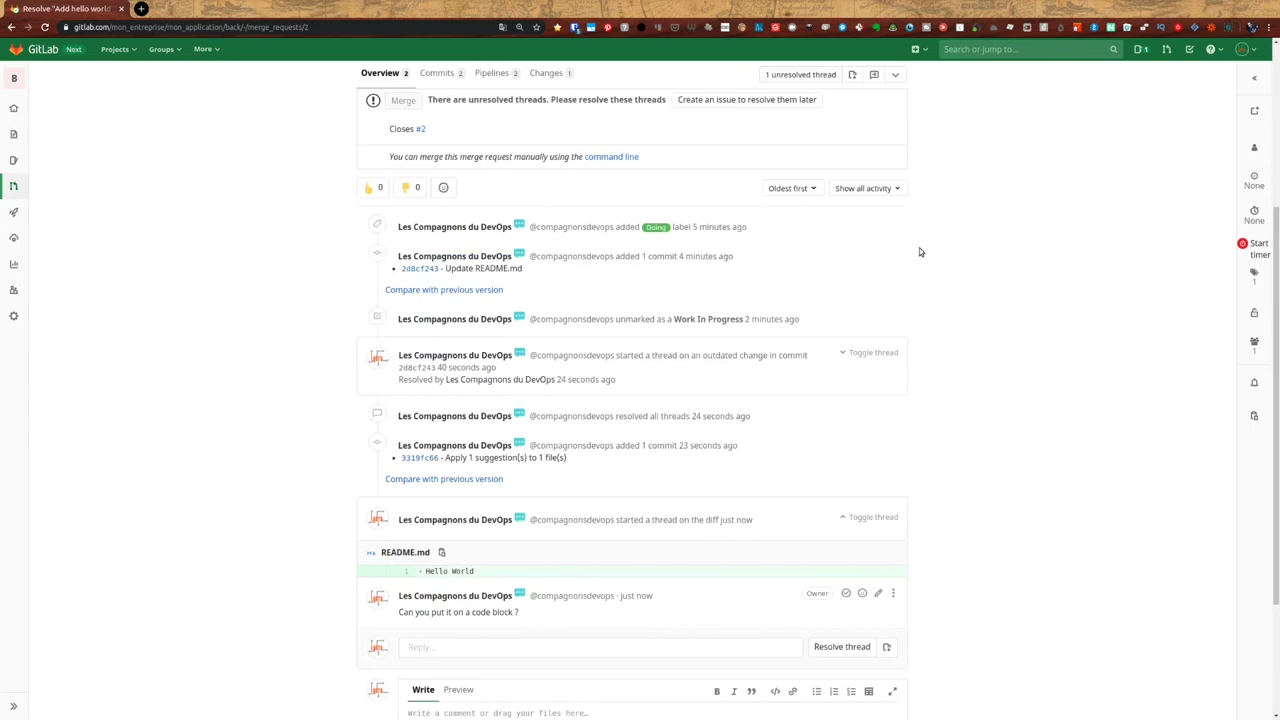 Resolve "Add hello world
gitlab.com/mon_entreprise/mon_application/back/-/merge_requests/2
GitLab Next Projects Groups More Search or jump to... 1
B Overview 2 Commits 2 Pipelines 2 Changes 1 1 unresolved thread
Merge There are unresolved threads. Please resolve these threads Create an issue to resolve them later
Closes #2
You can merge this merge request manually using the command line
0 0 Oldest first Show all activity
None
None
Start
timer
1
1
Les Compagnons du DevOps @compagnonsdevops added Doing label 5 minutes ago
Les Compagnons du DevOps @compagnonsdevops added 1 commit 4 minutes ago
2d8cf243 - Update README.md
Compare with previous version
Les Compagnons du DevOps @compagnonsdevops unmarked as a Work In Progress 2 minutes ago
Les Compagnons du DevOps @compagnonsdevops started a thread on an outdated change in commit Toggle thread
2d8cf243 40 seconds ago
Resolved by Les Compagnons du DevOps 24 seconds ago
Les Compagnons du DevOps @compagnonsdevops resolved all threads 24 seconds ago
Les Compagnons du DevOps @compagnonsdevops added 1 commit 23 seconds ago
3319fc66 - Apply 1 suggestion(s) to 1 file(s)
Compare with previous version
Les Compagnons du DevOps @compagnonsdevops started a thread on the diff just now Toggle thread
README.md
1 + Hello World
Les Compagnons du DevOps @compagnonsdevops · just now Owner
Can you put it on a code block ?
Reply... Resolve thread
Write Preview B I
Write a comment or drag your files here…